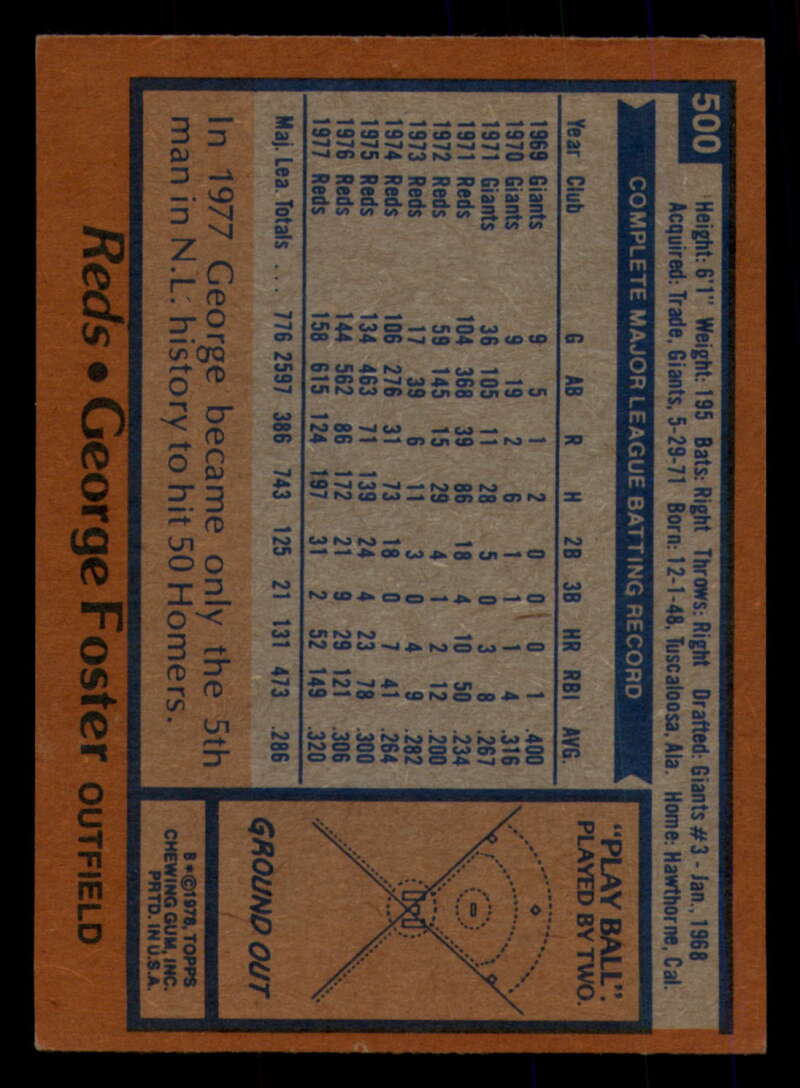 500
Height: 6'1" Weight: 195 Bats: Right Throws: Right Drafted: Giants #3 - Jan., 1968
Acquired: Trade, Giants, 5-29-71 Born: 12-1-48, Tuscaloosa, Ala. Home: Hawthorne, Cal.
COMPLETE MAJOR LEAGUE BATTING RECORD
Year Club G AB R H 2B 3B HR RBI AVG.
1969 Giants 9 5 1 2 0 0 0 1 .400
1970 Giants 9 19 2 6 1 1 1 4 .316
1971 Giants 36 105 11 28 5 0 3 8 .267
1971 Reds 104 368 39 86 18 4 10 50 .234
1972 Reds 59 145 15 29 4 1 2 12 .200
1973 Reds 17 39 6 11 3 0 4 9 .282
1974 Reds 106 276 31 73 18 0 7 41 .264
1975 Reds 134 463 71 139 24 4 23 78 .300
1976 Reds 144 562 86 172 21 9 29 121 .306
1977 Reds 158 615 124 197 31 2 52 149 .320
Maj. Lea. Totals ... 776 2597 386 743 125 21 131 473 .286
In 1977 George became only the 5th
man in N.L. history to hit 50 Homers.
"PLAY BALL":
PLAYED BY TWO.
GROUND OUT
B*©1978, TOPPS
CHEWING GUM, INC.
PRTD. IN U.S.A.
Reds • George Foster OUTFIELD